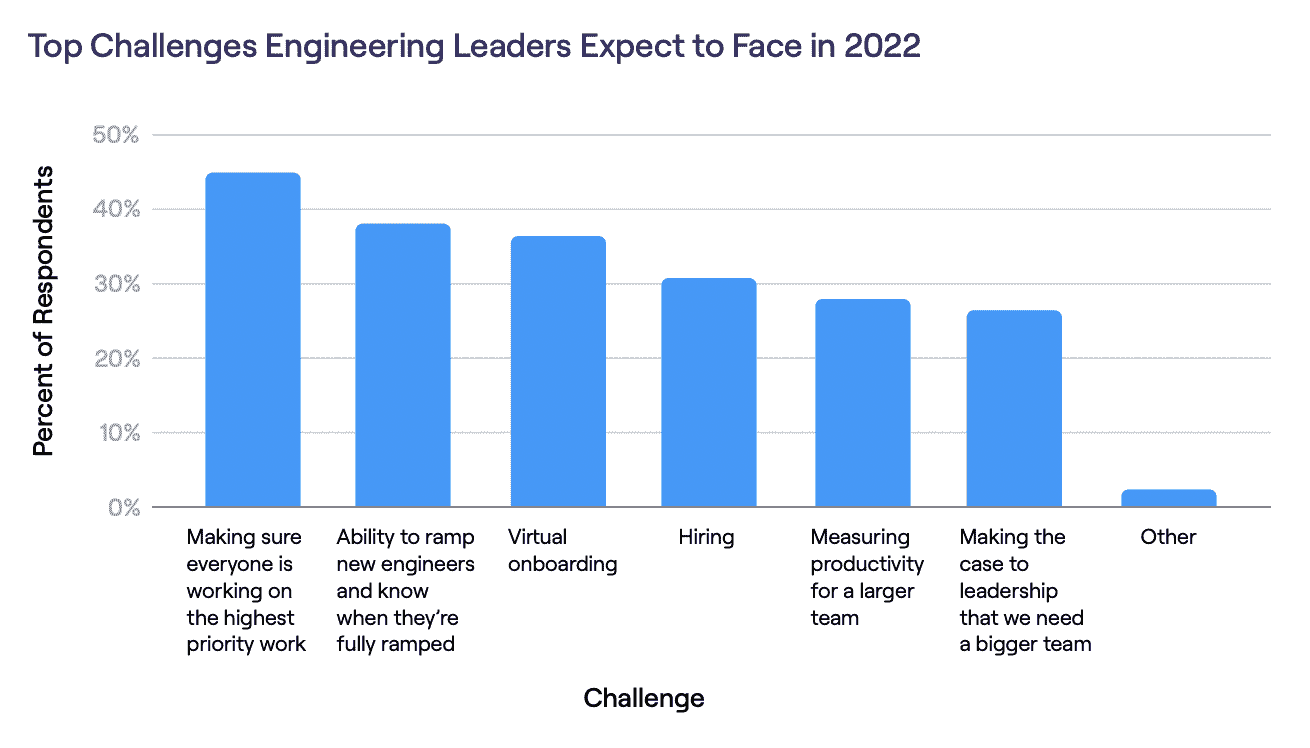 Top Challenges Engineering Leaders Expect to Face in 2022
Percent of Respondents
50%
40%
30%
20%
10%
0%
Making sure
everyone is
working on
the highest
priority work
Ability to ramp
new engineers
and know
when they’re
fully ramped
Virtual
onboarding
Hiring
Measuring
productivity
for a larger
team
Making the
case to
leadership
that we need
a bigger team
Other
Challenge